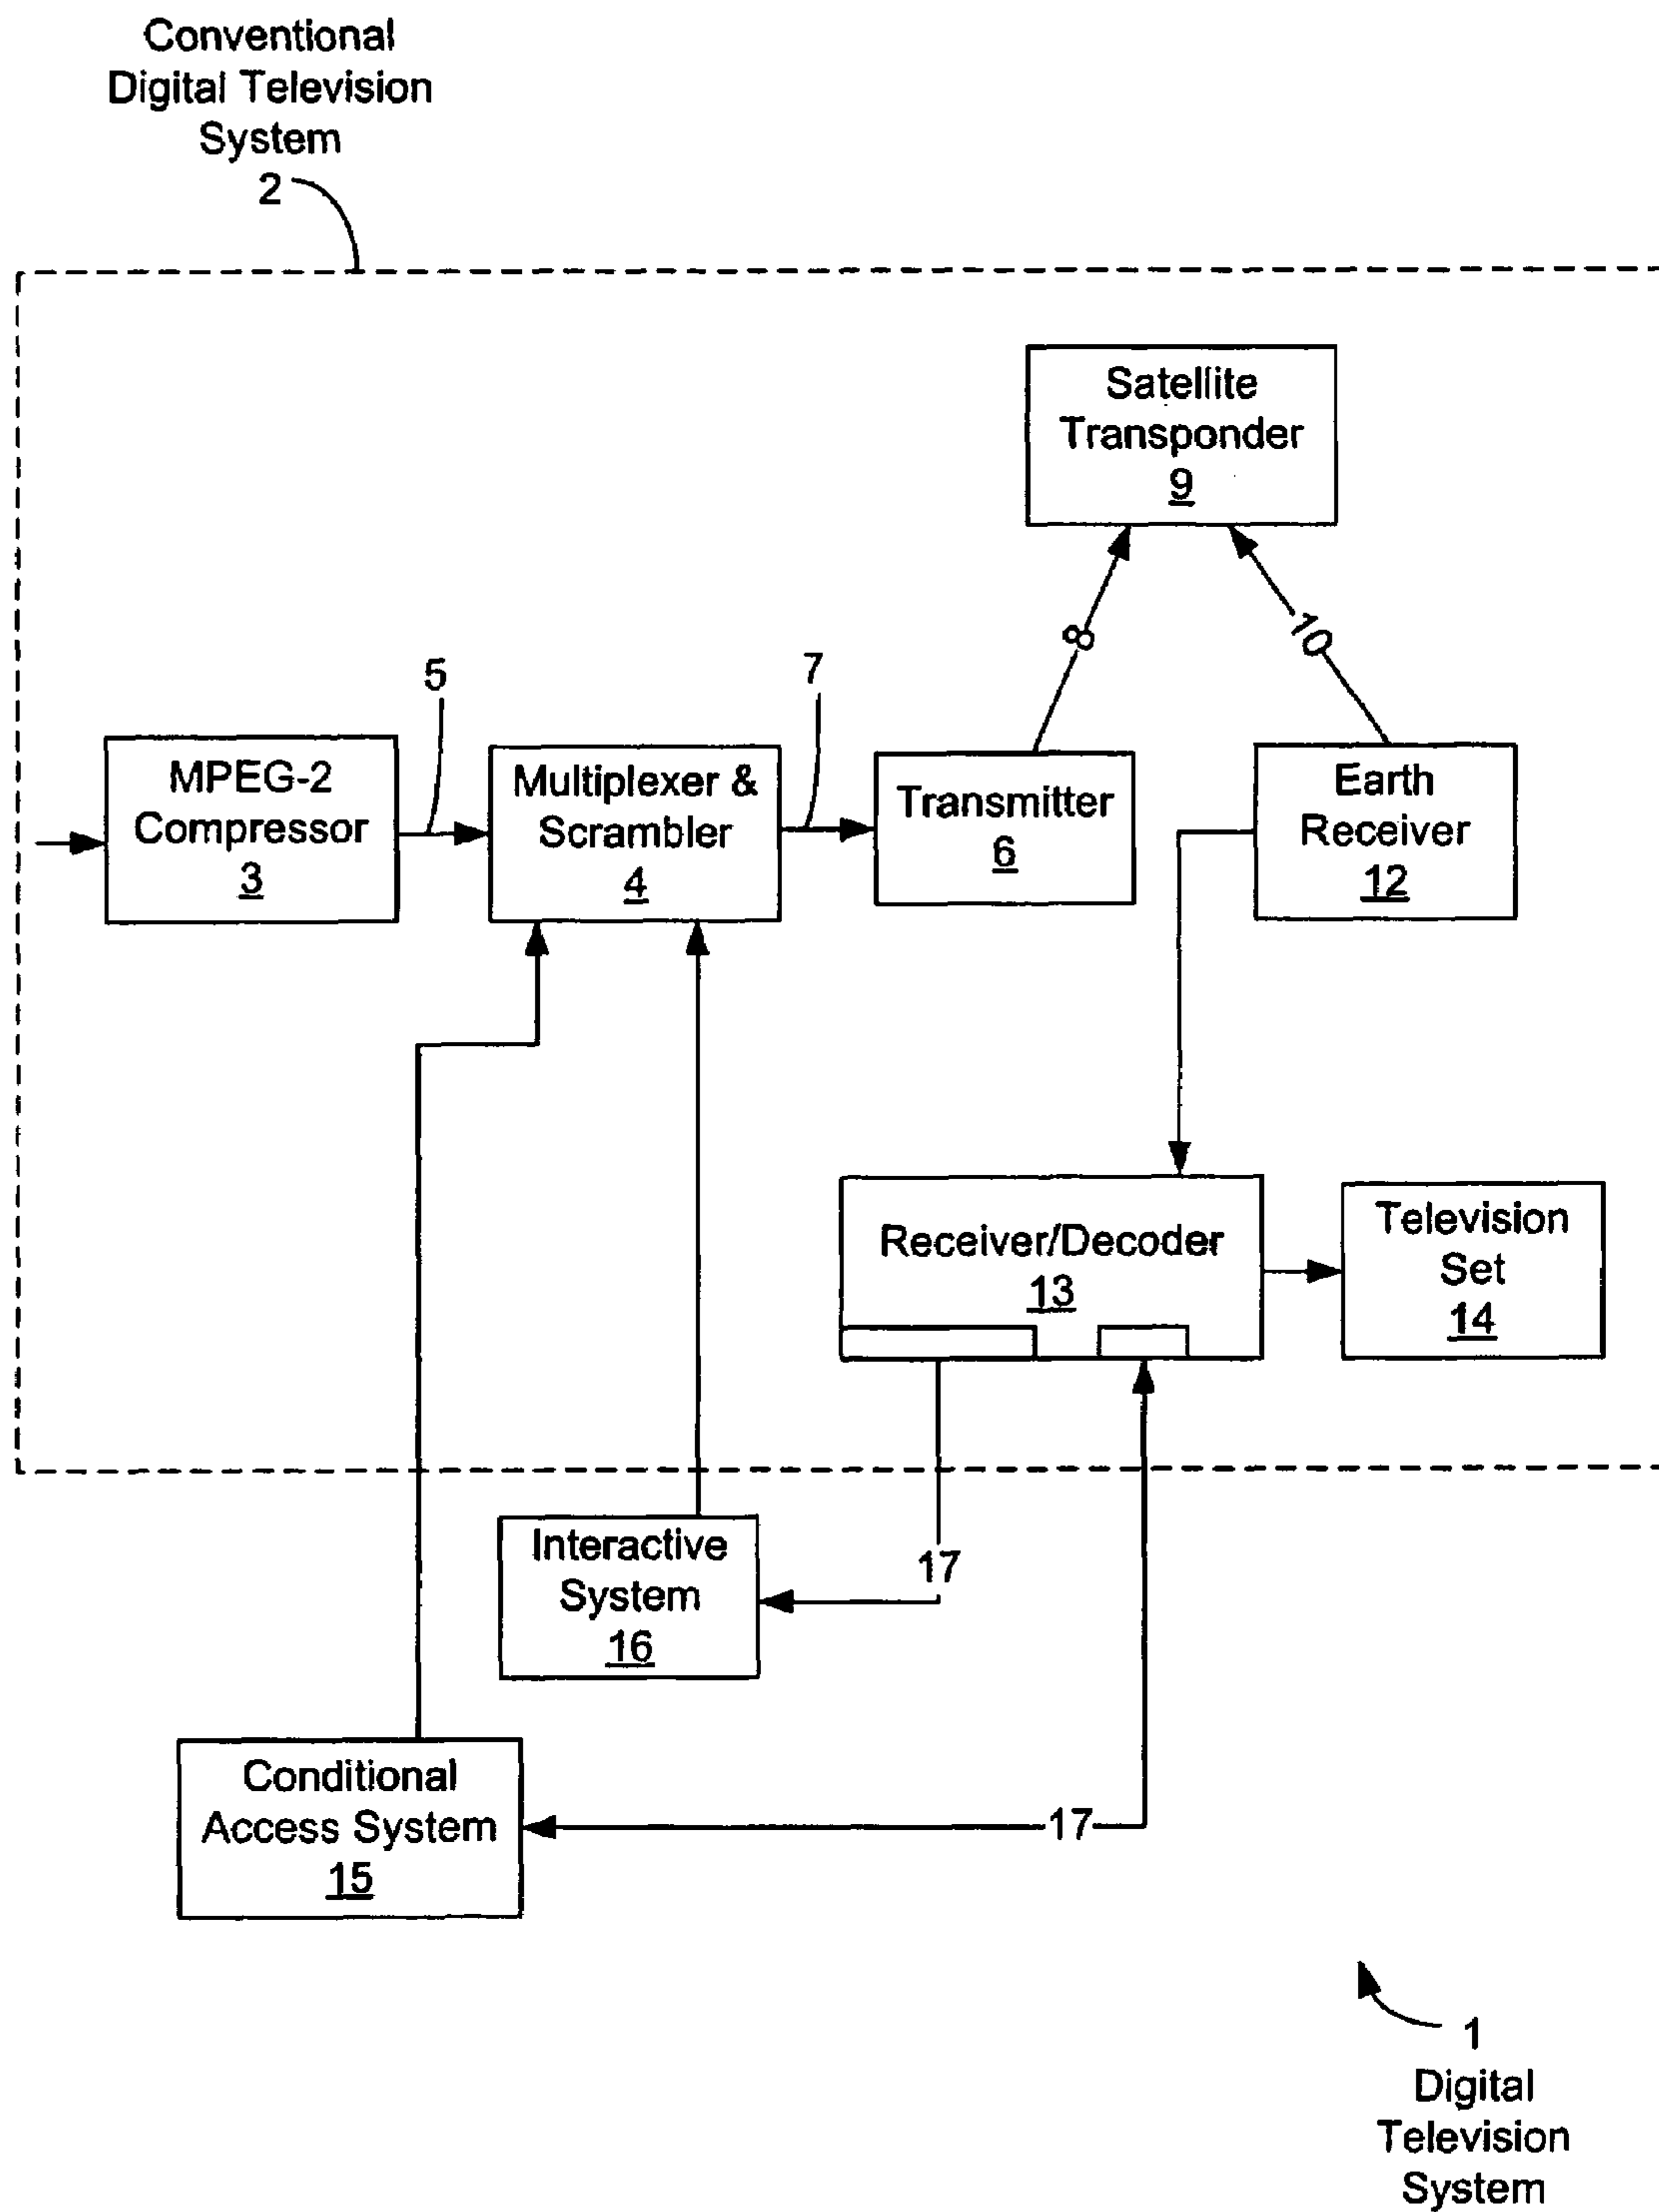 Conventional
Digital Television
System
2
Satellite
Transponder
9
8
10
5
7
MPEG-2
Compressor
3
Multiplexer &
Scrambler
4
Transmitter
6
Earth
Receiver
12
Receiver/Decoder
13
Television
Set
14
Interactive
System
16
17
Conditional
Access System
15
17
1
Digital
Television
System